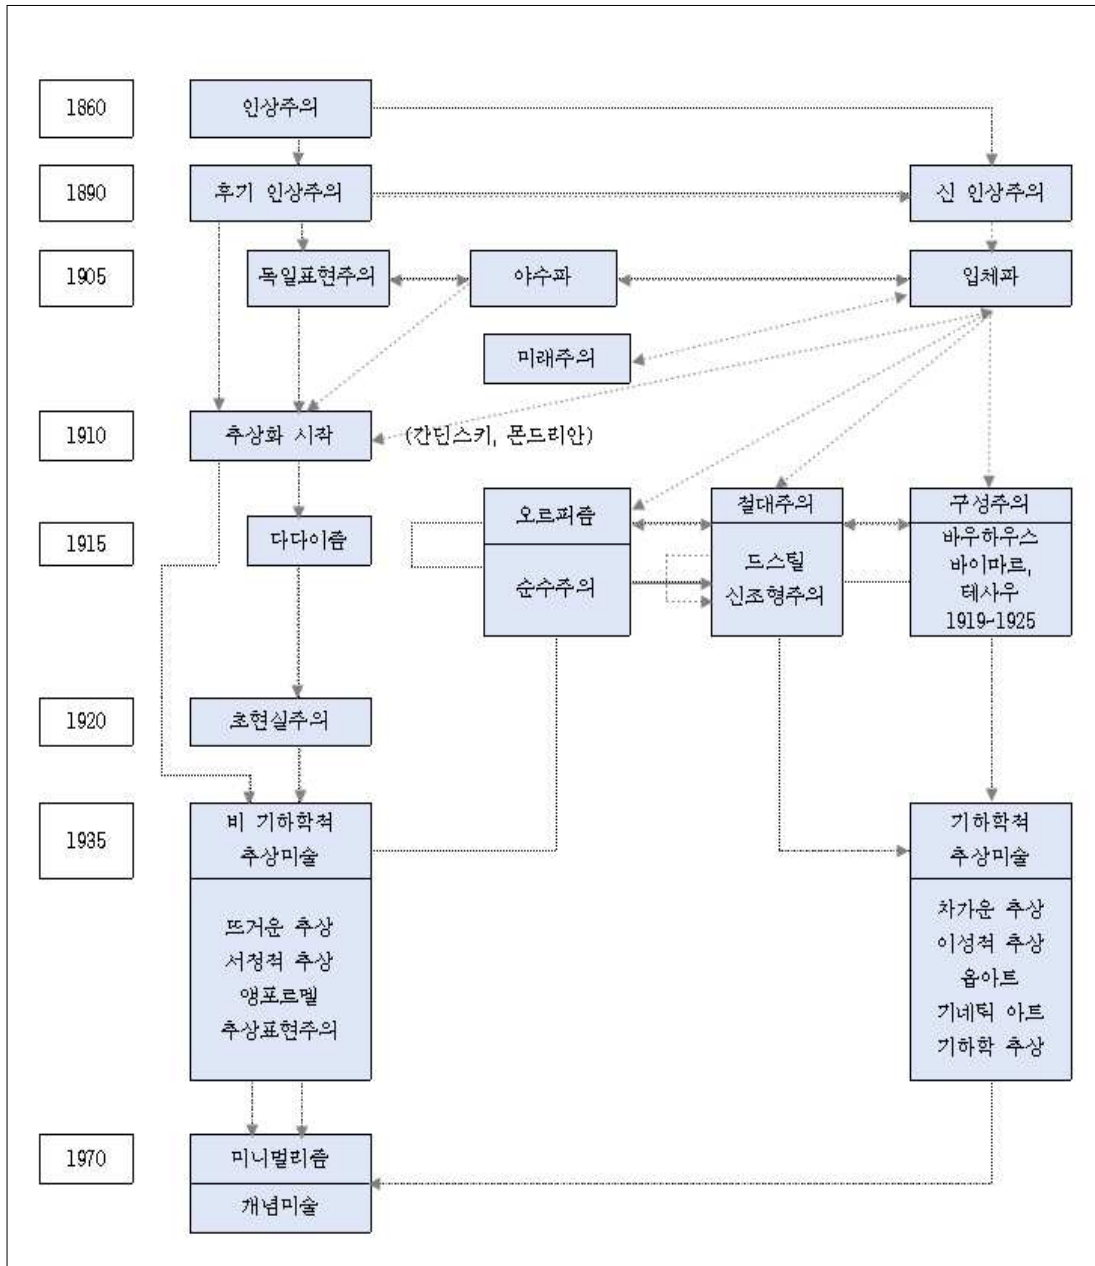 1860
인상주의
1890
후기 인상주의
신 인상주의
1905
독일표현주의
야수파
입체파
미래주의
1910
추상화 시작
(칸딘스키, 몬드리안)
1915
다다이즘
오르피즘
순수주의
절대주의
드스틸
신조형주의
구성주의
바우하우스
바이마르,
데사우
1919~1925
1920
초현실주의
1935
비 기하학적
추상미술
뜨거운 추상
서정적 추상
앵포르멜
추상표현주의
기하학적
추상미술
차가운 추상
이성적 추상
옵아트
키네틱 아트
기하학 추상
1970
미니멀리즘
개념미술